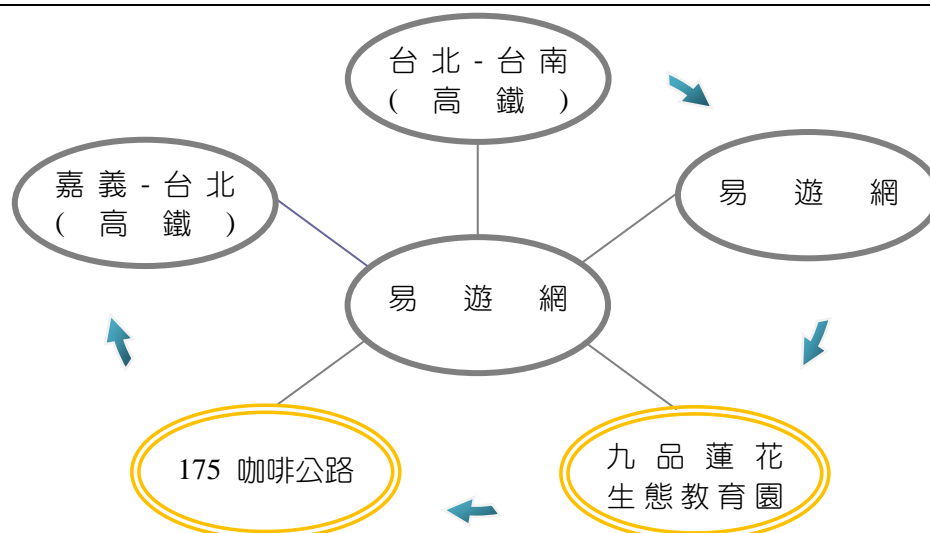 台北-台南
(高鐵)
嘉義-台北
(高鐵)
易遊網
易遊網
175 咖啡公路
九品蓮花
生態教育園